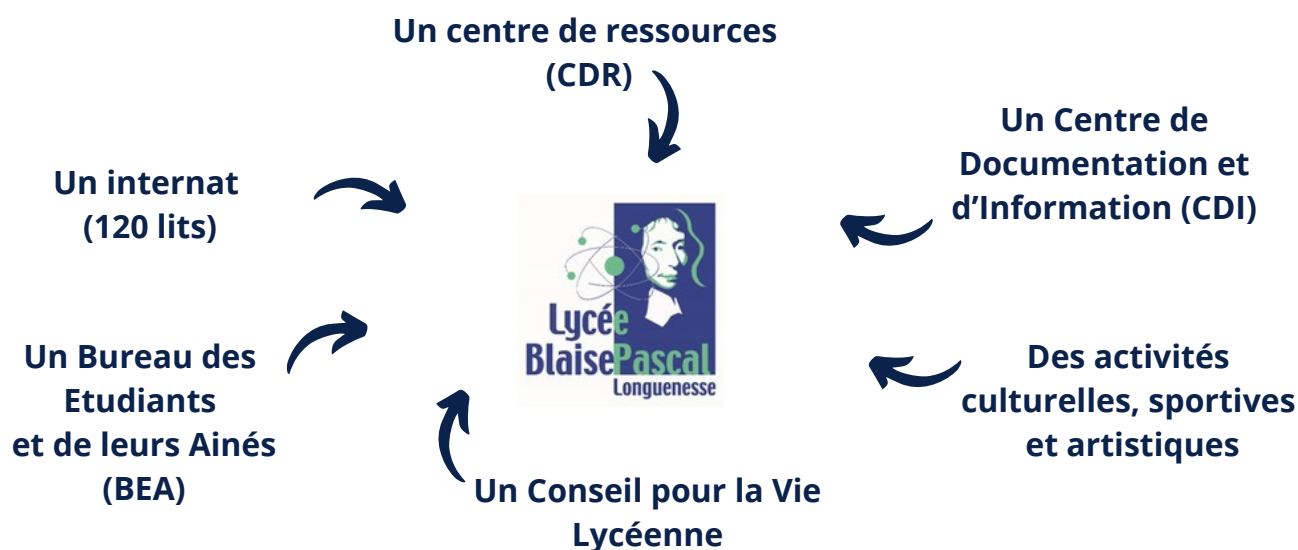 Un centre de ressources
(CDR)
Un Centre de
Documentation et
d’Information (CDI)
Un internat
(120 lits)
Lycée
BlaisePascal
Longuenesse
Un Bureau des
Etudiants
et de leurs Ainés
(BEA)
Des activités
culturelles, sportives
et artistiques
Un Conseil pour la Vie
Lycéenne